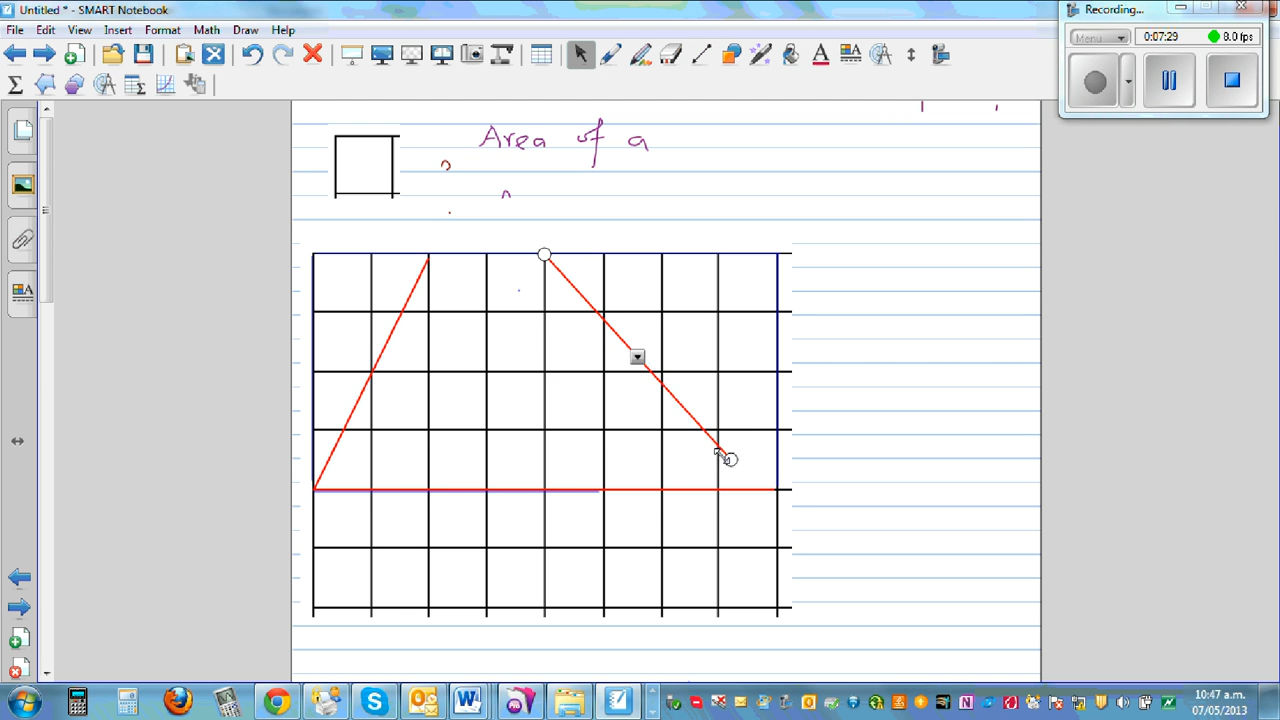 Untitled * - SMART Notebook
Recording...
File Edit View Insert Format Math Draw Help
Menu
0:07:29
8.0 fps
Area of a
10:47 a.m.
07/05/2013